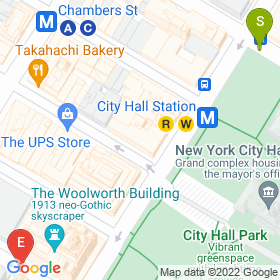 Chambers St
M A C
S
Takahachi Bakery
City Hall Station
R W M
The UPS Store
New York City Ha
Grand complex housing
the mayor's offi
The Woolworth Building
1913 neo-Gothic
skyscraper
E
City Hall Park
Vibrant
greenspace
Google
Map data ©2022 Google